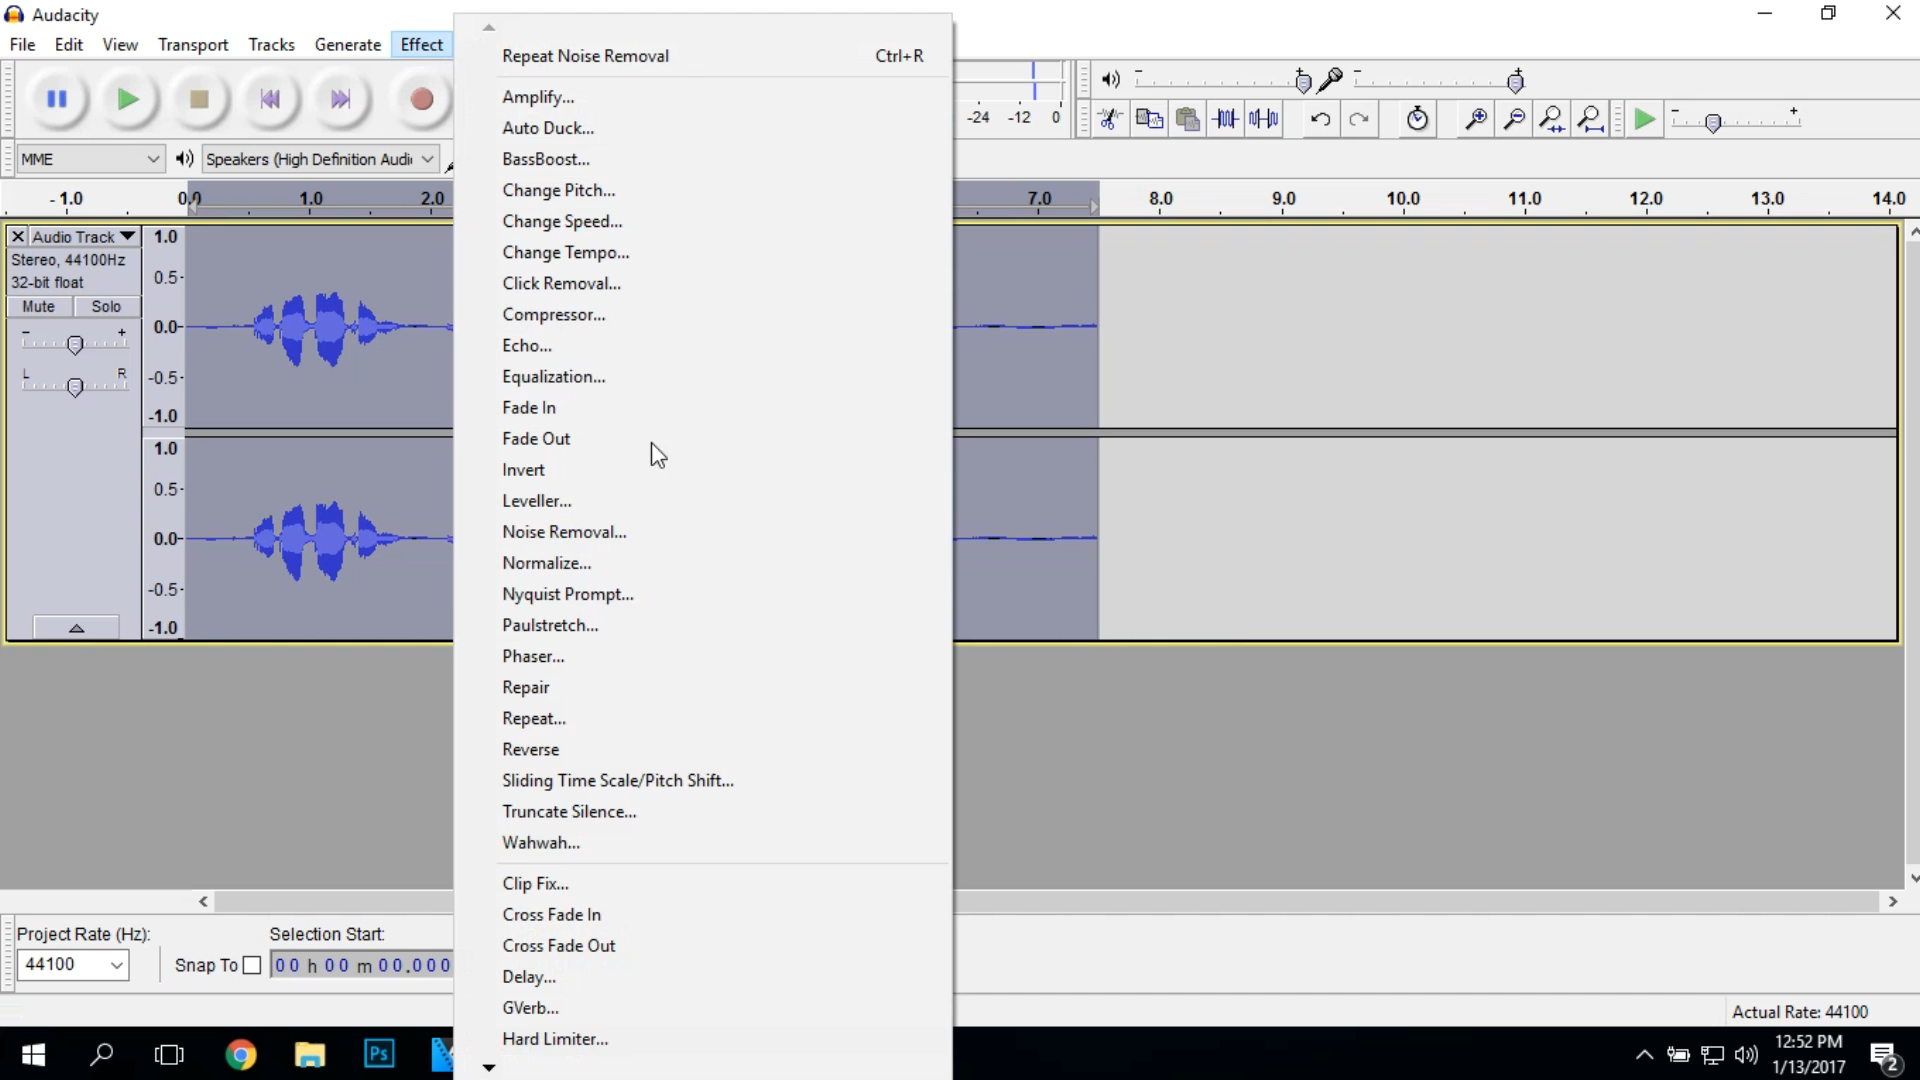 Audacity
File Edit View Transport Tracks Generate Effect
Repeat Noise Removal Ctrl+R
Amplify...
Auto Duck...
BassBoost...
Change Pitch...
Change Speed...
Change Tempo...
Click Removal...
Compressor...
Echo...
Equalization...
Fade In
Fade Out
Invert
Leveller...
Noise Removal...
Normalize...
Nyquist Prompt...
Paulstretch...
Phaser...
Repair
Repeat...
Reverse
Sliding Time Scale/Pitch Shift...
Truncate Silence...
Wahwah...
Clip Fix...
Cross Fade In
Cross Fade Out
Delay...
GVerb...
Hard Limiter...
-24 -12 0
MME Speakers (High Definition Audi
- 1.0 0.0 1.0 2.0 7.0 8.0 9.0 10.0 11.0 12.0 13.0 14.0
Audio Track
Stereo, 44100Hz
32-bit float
Mute Solo
L R
1.0
0.5
0.0
-0.5
-1.0
1.0
0.5
0.0
-0.5
-1.0
Project Rate (Hz): Selection Start:
44100 Snap To 00 h 00 m 00.000
Actual Rate: 44100
Ps
12:52 PM
1/13/2017
2